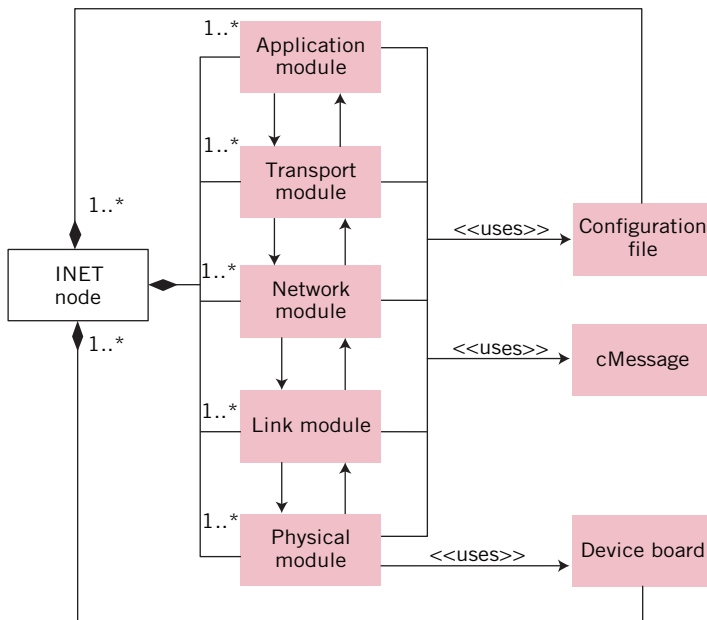 1..*
Application
module
1..*
Transport
module
1..*
<<uses>>
Configuration
file
INET
node
1..*
Network
module
1..*
<<uses>>
cMessage
1..*
Link module
1..*
Physical
module
<<uses>>
Device board